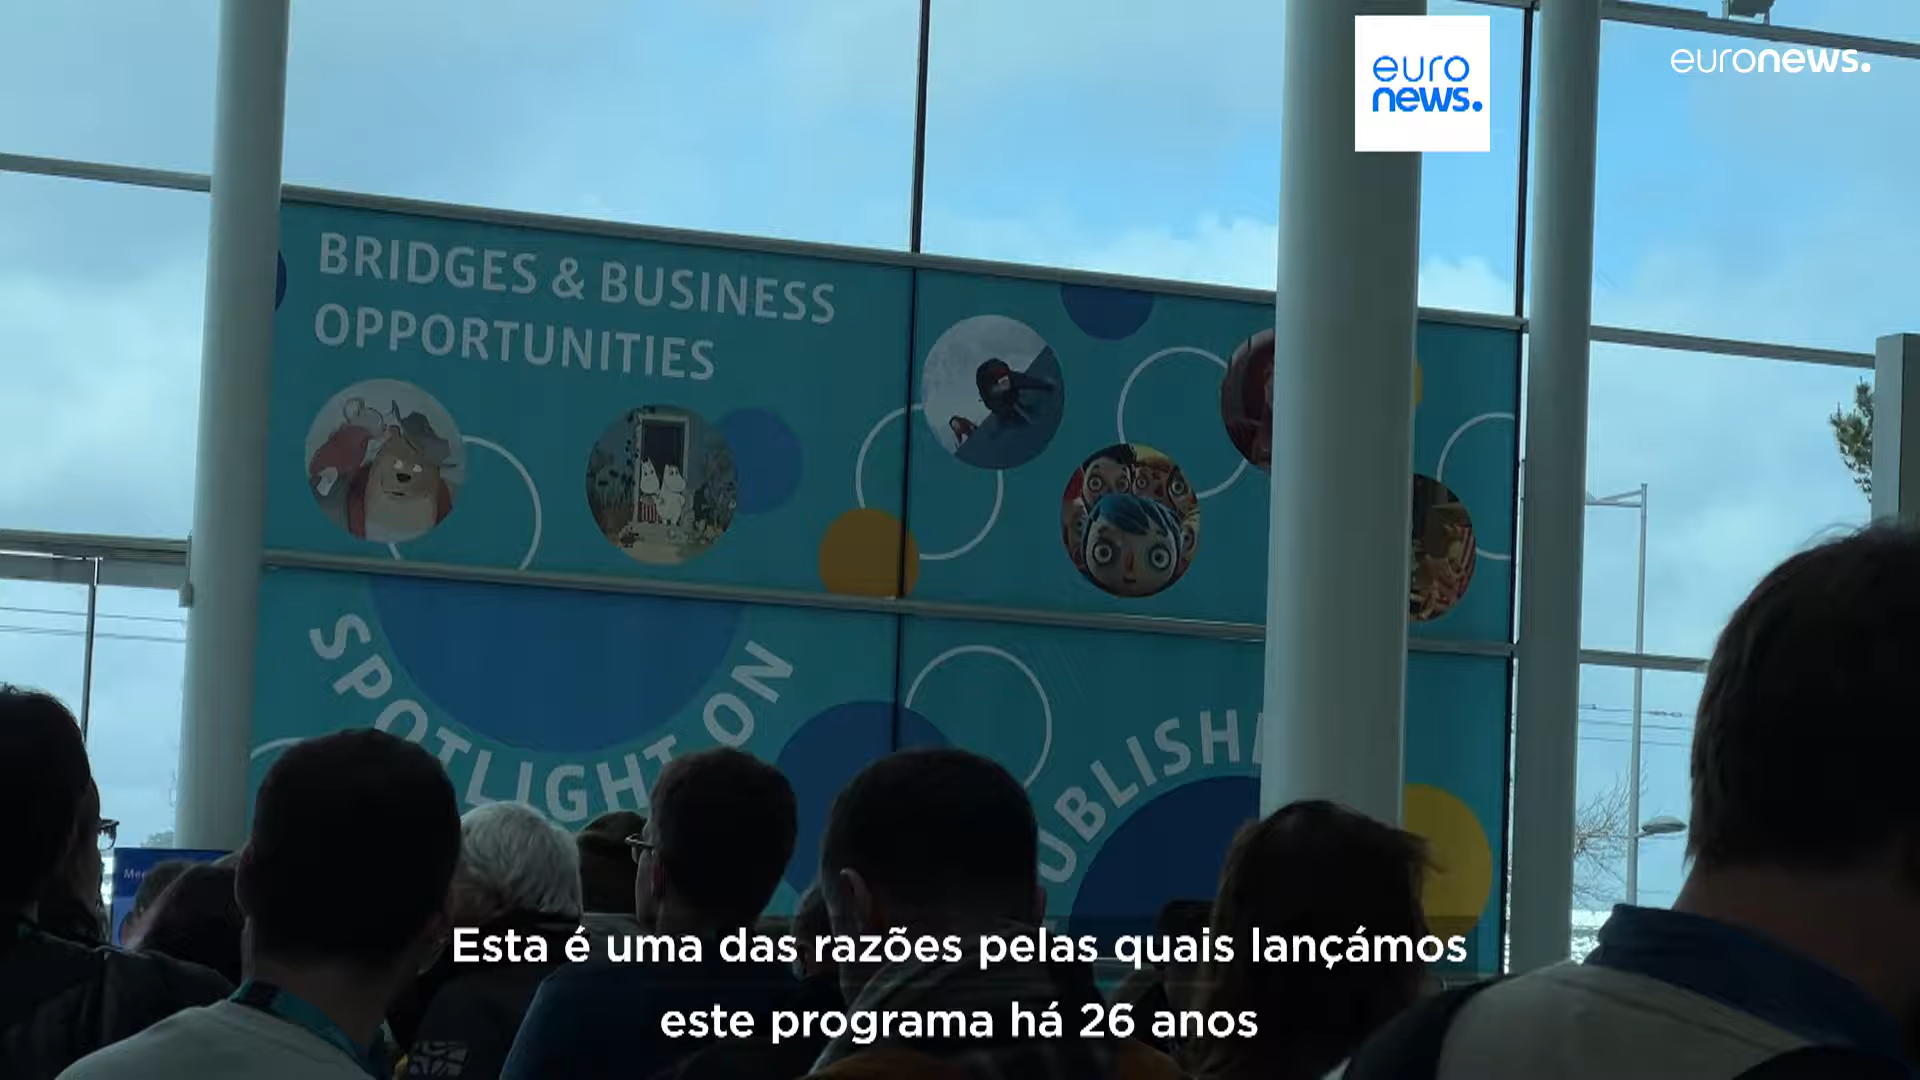 euro
news.
euronews.
BRIDGES & BUSINESS
OPPORTUNITIES
SPOTLIGHT ON
Esta é uma das razões pelas quais lançámos
este programa há 26 anos